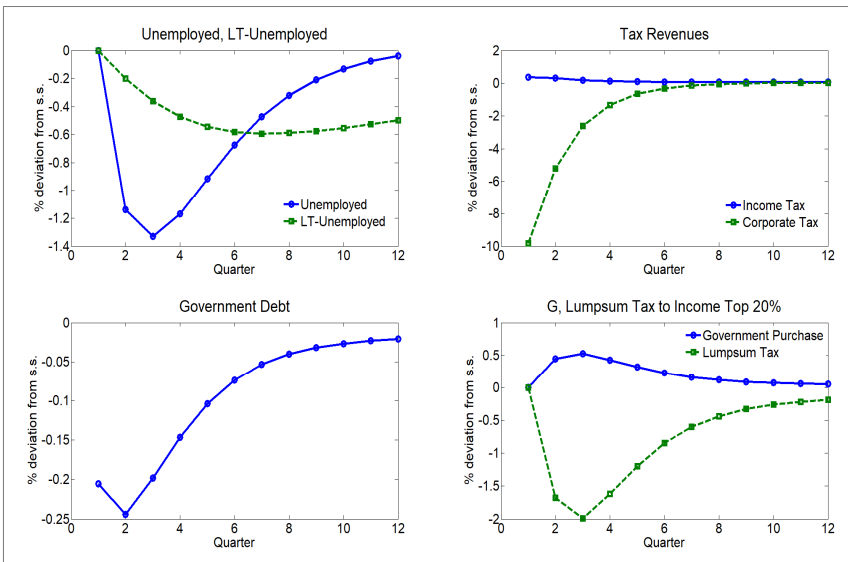 Unemployed, LT-Unemployed
% deviation from s.s.
0
-0.2
-0.4
-0.6
-0.8
-1
-1.2
-1.4
Unemployed
LT-Unemployed
0 2 4 6 8 10 12
Quarter
Tax Revenues
% deviation from s.s.
2
0
-2
-4
-6
-8
-10
Income Tax
Corporate Tax
0 2 4 6 8 10 12
Quarter
Government Debt
% deviation from s.s.
0
-0.05
-0.1
-0.15
-0.2
-0.25
0 2 4 6 8 10 12
Quarter
G, Lumpsum Tax to Income Top 20%
% deviation from s.s.
1
0.5
0
-0.5
-1
-1.5
-2
Government Purchase
Lumpsum Tax
0 2 4 6 8 10 12
Quarter